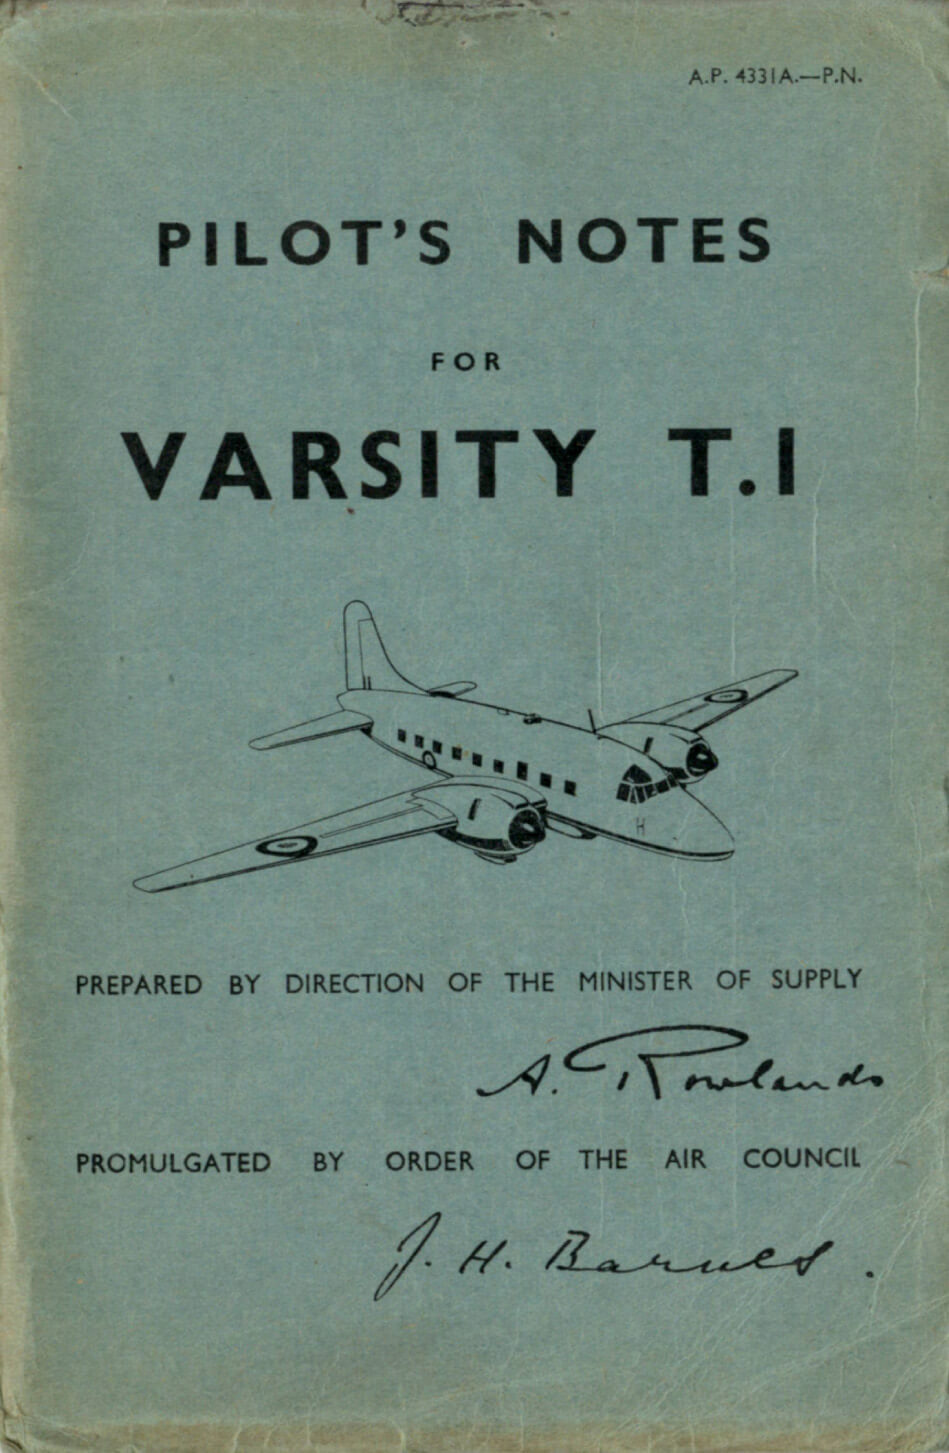 A.P. 4331A.—P.N.
PILOT'S NOTES
FOR
VARSITY T.1
H
PREPARED BY DIRECTION OF THE MINISTER OF SUPPLY
A. Rowlands
PROMULGATED BY ORDER OF THE AIR COUNCIL
J. H. Barnes.